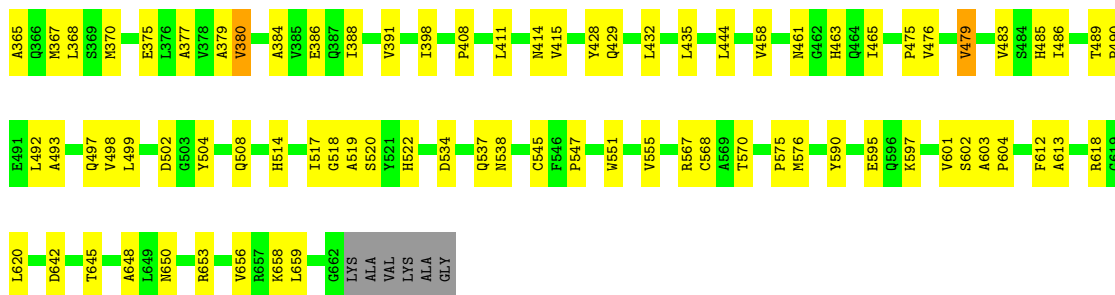 A365 Q366 M367 L368 S369 M370 E375 L376 A377 V378 A379 V380 A384 V385 E386 Q387 I388 V391 I398 P408 L411 N414 V415 Y428 Q429 L432 L435 L444 V458 N461 G462 H463 Q464 I465 P475 V476 V479 V483 S484 H485 I486 T489
E491 L492 A493 Q497 V498 L499 D502 G503 Y504 Q508 H514 I517 G518 A519 S520 Y521 H522 D534 Q537 N538 C545 F546 P547 W551 V555 R567 C568 A569 T570 P575 M576 Y590 E595 Q596 K597 V601 S602 A603 P604 F612 A613 R618 G619
L620 D642 T645 A648 L649 N650 R653 V656 R657 K658 L659 G662 LYS ALA VAL LYS ALA GLY